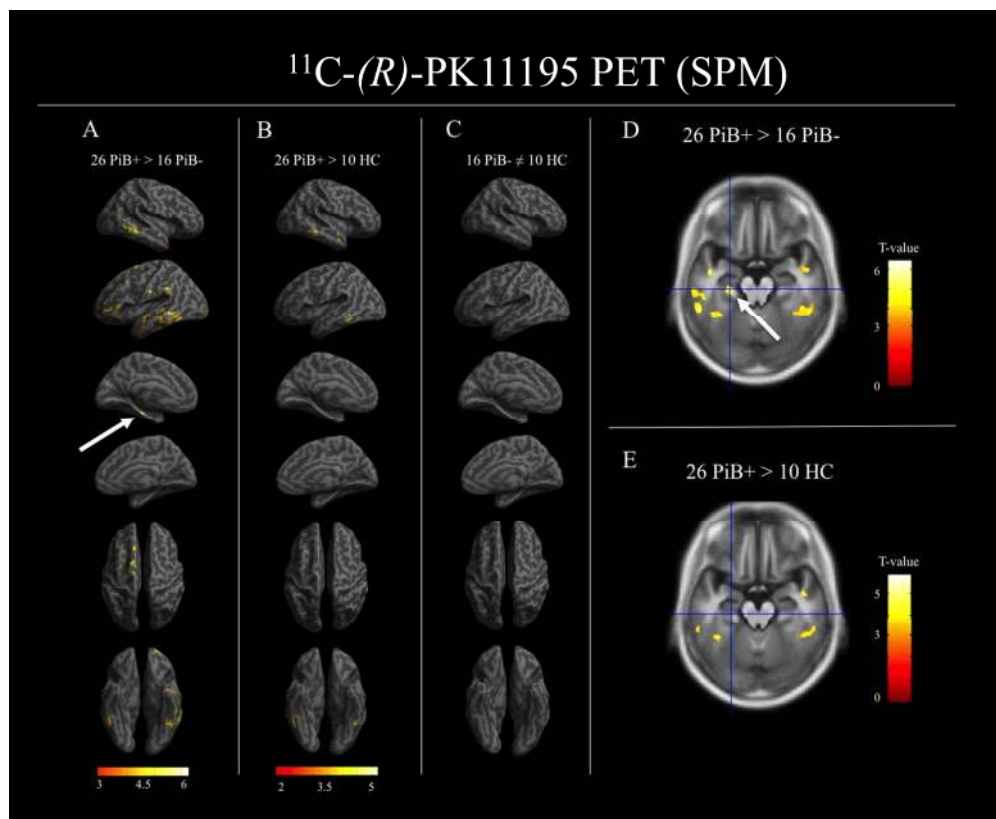 ¹¹C-(R)-PK11195 PET (SPM)
A
26 PiB+ > 16 PiB-
3 4.5 6
B
26 PiB+ > 10 HC
2 3.5 5
C
16 PiB- ≠ 10 HC
D
26 PiB+ > 16 PiB-
T-value
6
3
0
E
26 PiB+ > 10 HC
T-value
5
3
0